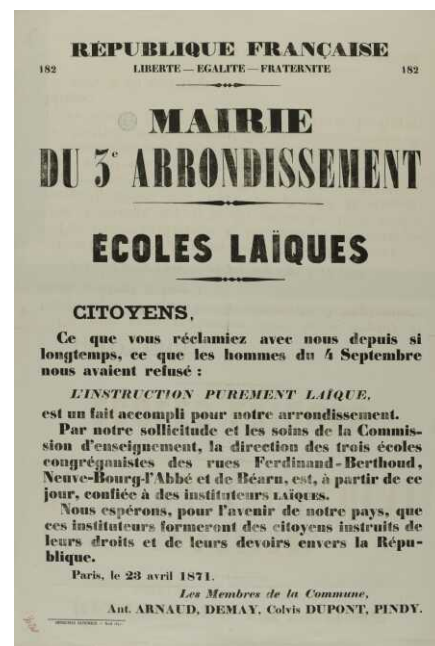 RÉPUBLIQUE FRANÇAISE
182 LIBERTE — EGALITE — FRATERNITE 182
MAIRIE
DU 3e ARRONDISSEMENT
ÉCOLES LAÏQUES
CITOYENS,
Ce que vous réclamiez avec nous depuis si
longtemps, ce que les hommes du 4 Septembre
nous avaient refusé :
L'INSTRUCTION PUREMENT LAÏQUE,
est un fait accompli pour notre arrondissement.
Par notre sollicitude et les soins de la Commis-
sion d'enseignement, la direction des trois écoles
congréganistes des rues Ferdinand-Berthoud,
Neuve-Bourg-l'Abbé et de Béarn, est, à partir de ce
jour, confiée à des instituteurs LAÏQUES.
Nous espérons, pour l'avenir de notre pays, que
ces instituteurs formeront des citoyens instruits de
leurs droits et de leurs devoirs envers la Répu-
blique.
Paris, le 23 avril 1871.
Les Membres de la Commune,
Ant. ARNAUD, DEMAY, Colvis DUPONT, PINDY.